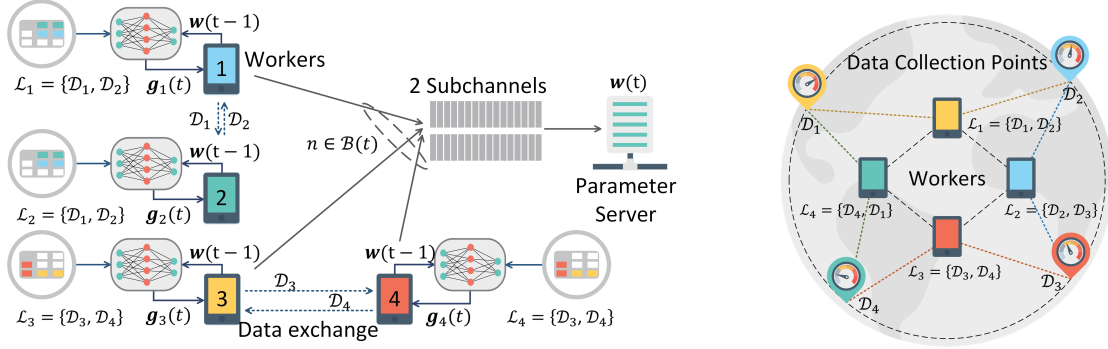 w(t−1)
1
Workers
ℒ₁ = {𝒟₁, 𝒟₂}
g₁(t)
𝒟₁
𝒟₂
w(t−1)
2
ℒ₂ = {𝒟₁, 𝒟₂}
g₂(t)
w(t−1)
3
ℒ₃ = {𝒟₃, 𝒟₄}
g₃(t)
𝒟₃
𝒟₄
Data exchange
w(t−1)
4
g₄(t)
ℒ₄ = {𝒟₃, 𝒟₄}
n ∈ ℬ(t)
2 Subchannels
w(t)
Parameter
Server
Data Collection Points
𝒟₁
𝒟₂
ℒ₁ = {𝒟₁, 𝒟₂}
Workers
ℒ₄ = {𝒟₄, 𝒟₁}
ℒ₂ = {𝒟₂, 𝒟₃}
ℒ₃ = {𝒟₃, 𝒟₄}
𝒟₃
𝒟₄